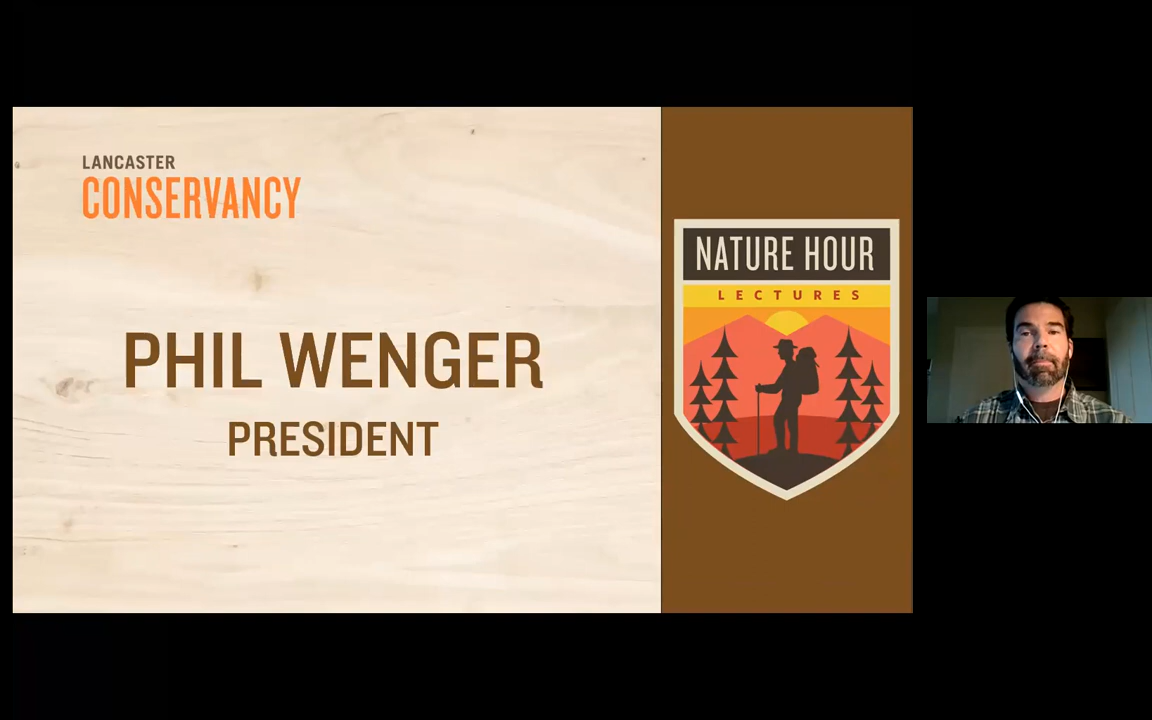 LANCASTER
CONSERVANCY
PHIL WENGER
PRESIDENT
NATURE HOUR
LECTURES